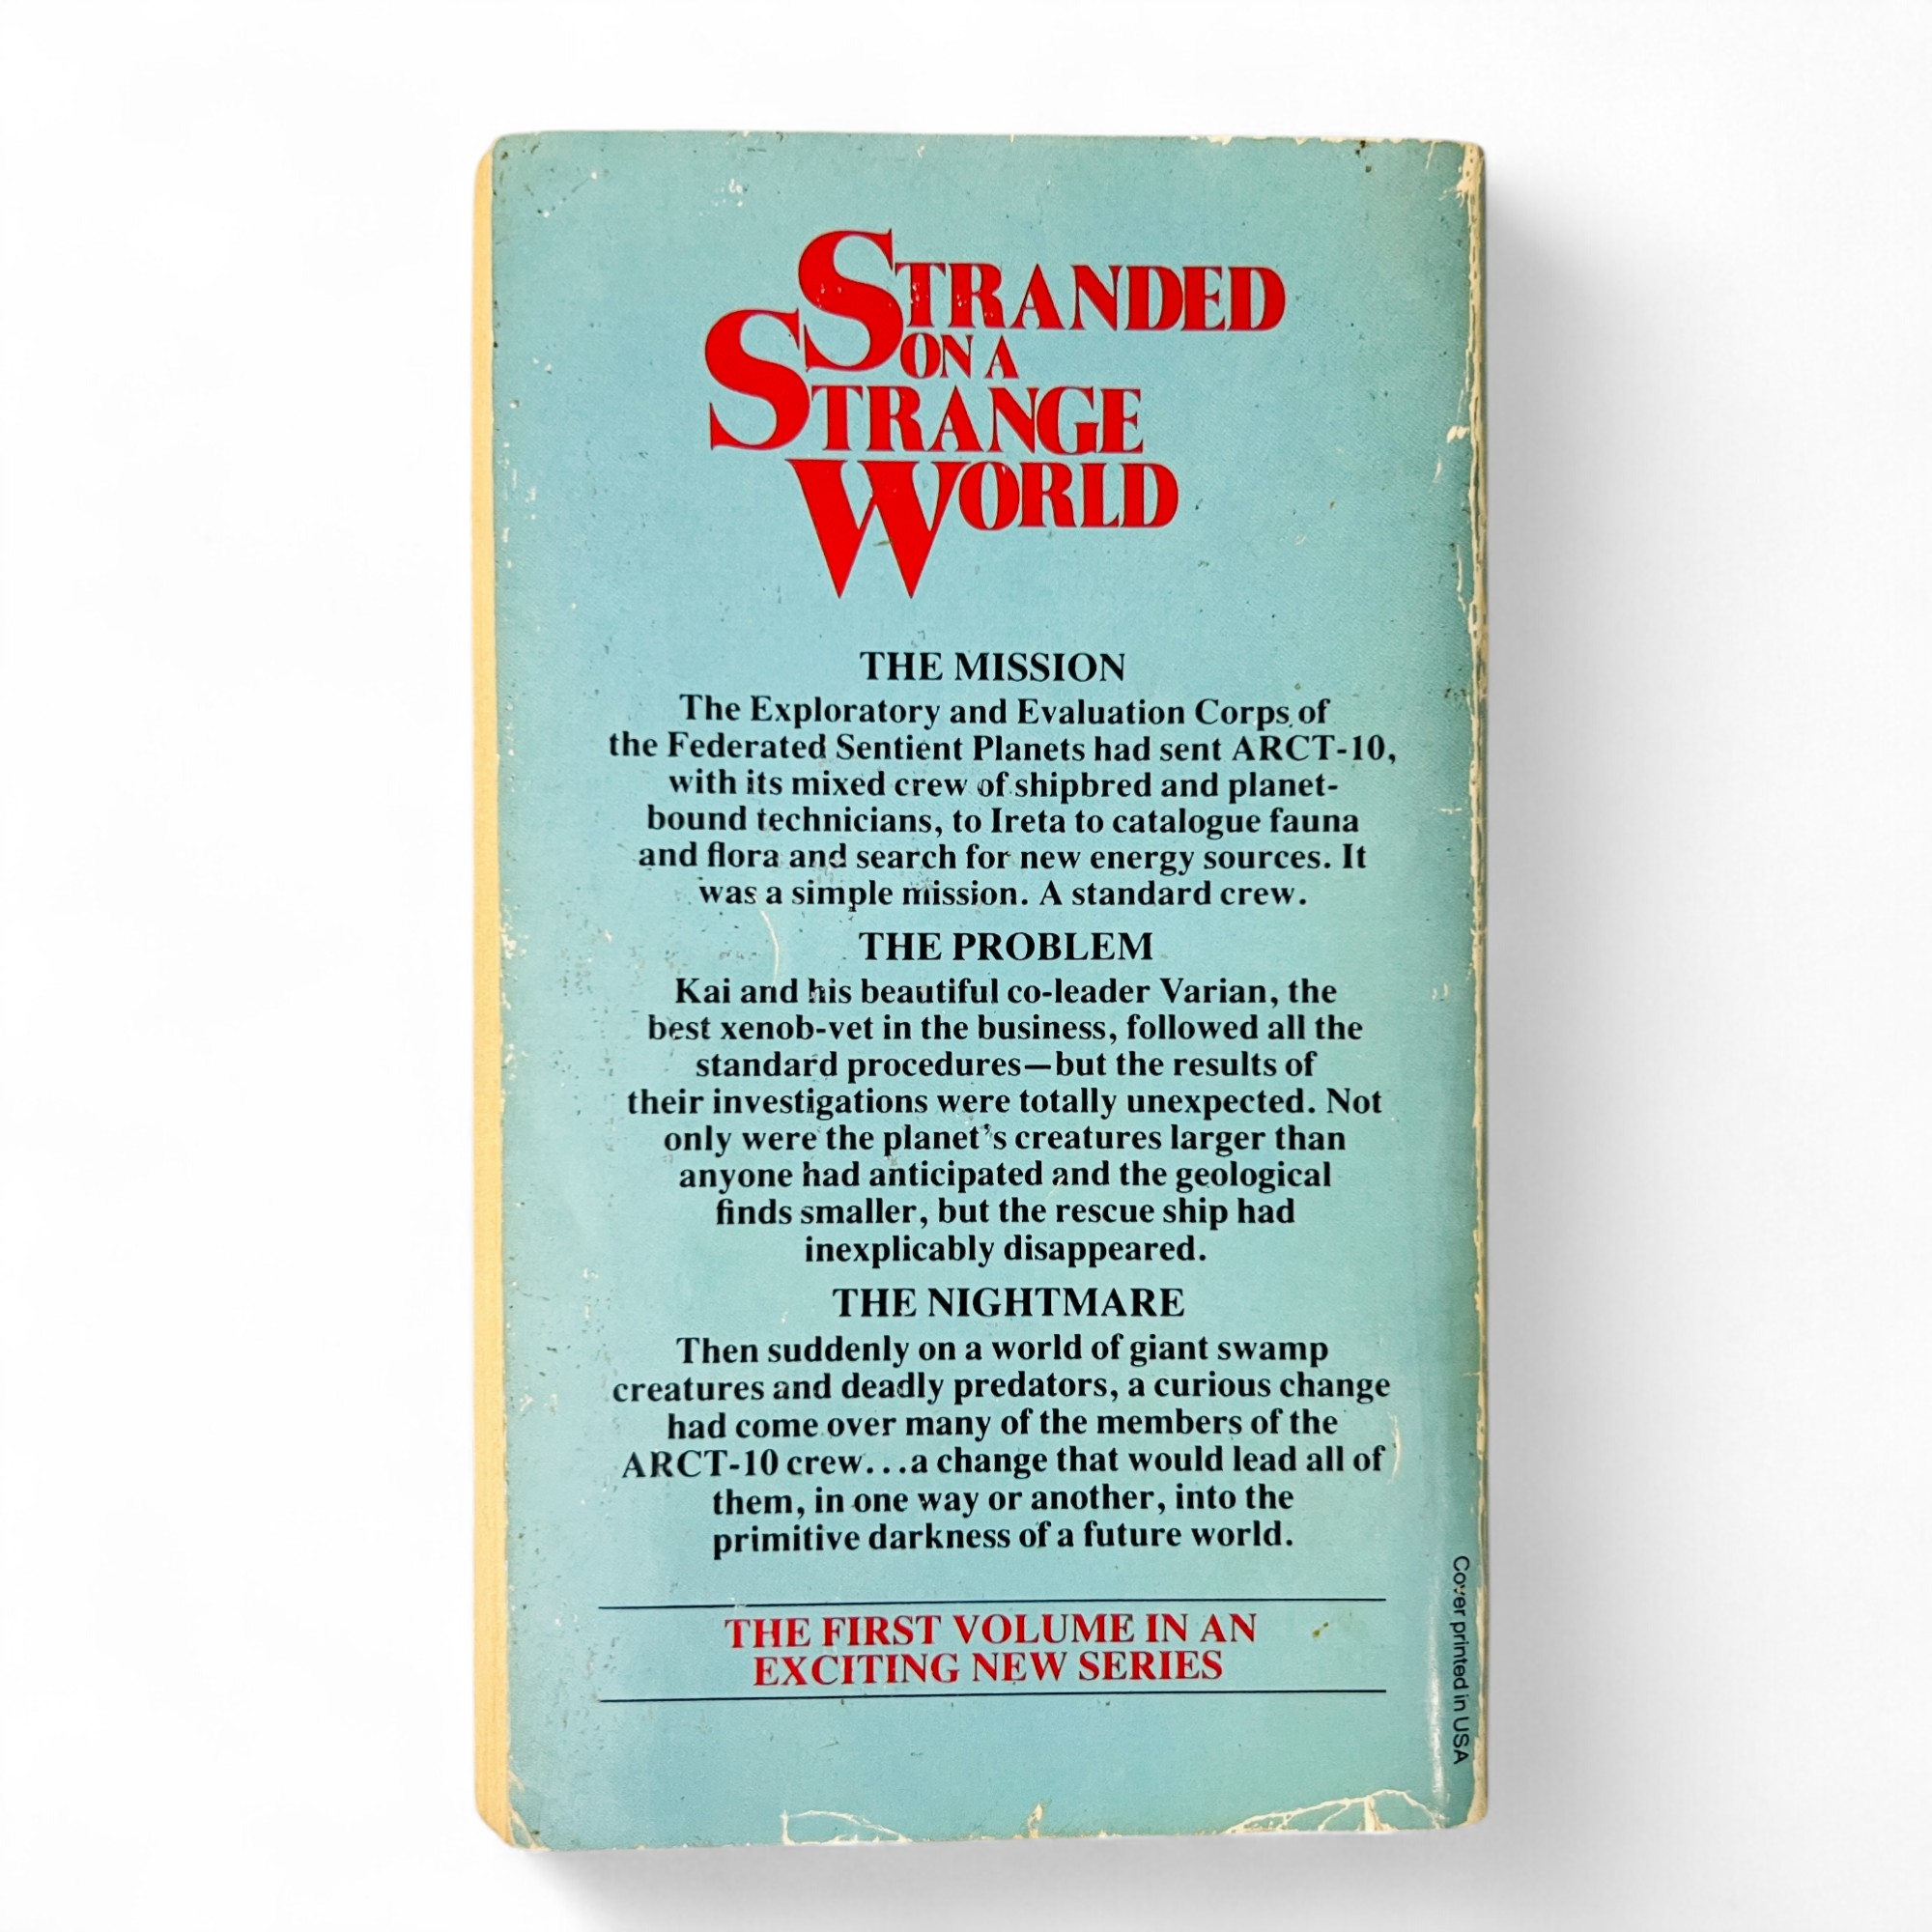 STRANDED
ON A
STRANGE
WORLD
THE MISSION
The Exploratory and Evaluation Corps of
the Federated Sentient Planets had sent ARCT-10,
with its mixed crew of shipbred and planet-
bound technicians, to Ireta to catalogue fauna
and flora and search for new energy sources. It
was a simple mission. A standard crew.
THE PROBLEM
Kai and his beautiful co-leader Varian, the
best xenob-vet in the business, followed all the
standard procedures—but the results of
their investigations were totally unexpected. Not
only were the planet's creatures larger than
anyone had anticipated and the geological
finds smaller, but the rescue ship had
inexplicably disappeared.
THE NIGHTMARE
Then suddenly on a world of giant swamp
creatures and deadly predators, a curious change
had come over many of the members of the
ARCT-10 crew...a change that would lead all of
them, in one way or another, into the
primitive darkness of a future world.
THE FIRST VOLUME IN AN
EXCITING NEW SERIES
Cover printed in USA